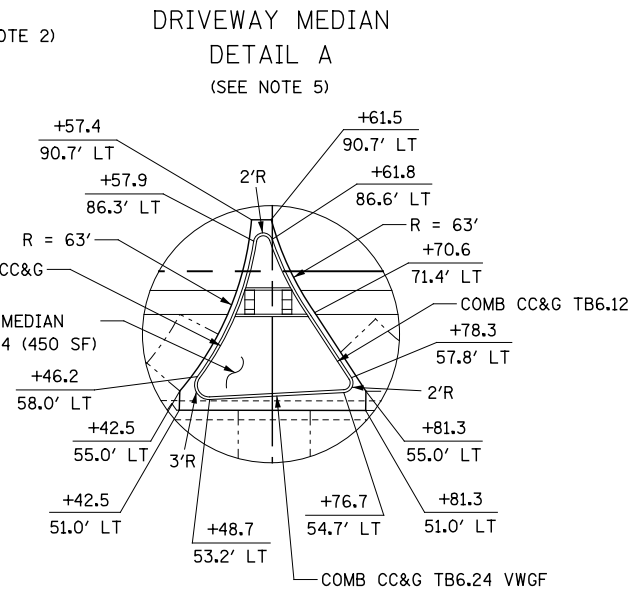 OTE 2)
DRIVEWAY MEDIAN
DETAIL A
(SEE NOTE 5)
+57.4
90.7' LT
+61.5
90.7' LT
+57.9
86.3' LT
2'R
+61.8
86.6' LT
R = 63'
R = 63'
+70.6
71.4' LT
CC&G
COMB CC&G TB6.12
MEDIAN
4 (450 SF)
+78.3
57.8' LT
+46.2
58.0' LT
2'R
+42.5
55.0' LT
3'R
+81.3
55.0' LT
+42.5
51.0' LT
+48.7
53.2' LT
+76.7
54.7' LT
+81.3
51.0' LT
COMB CC&G TB6.24 VWGF